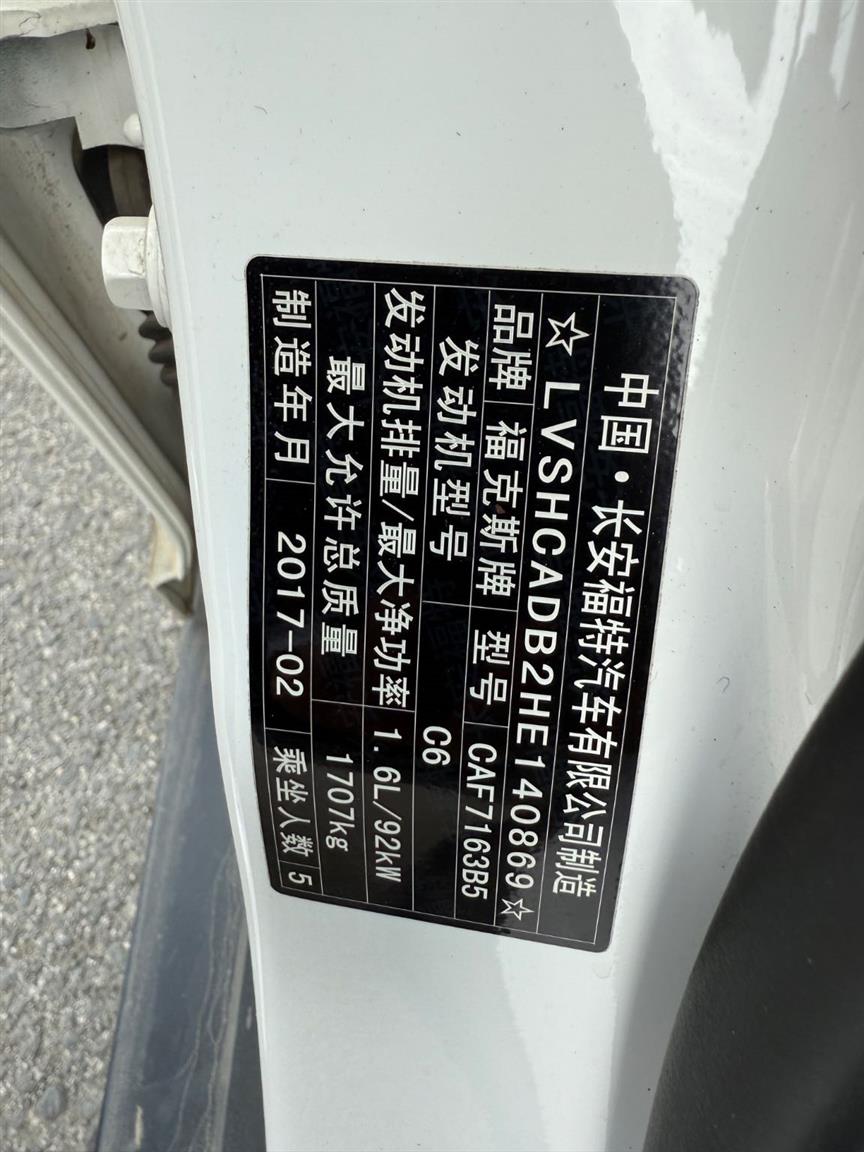 中国·长安福特汽车有限公司制造
☆LVSHCADB2HE140869☆
品牌 福克斯牌 型号 CAF7163B5
发动机型号 C6
发动机排量/最大净功率 1.6L/92kW
最大允许总质量 1707kg
制造年月 2017-02 乘坐人数 5